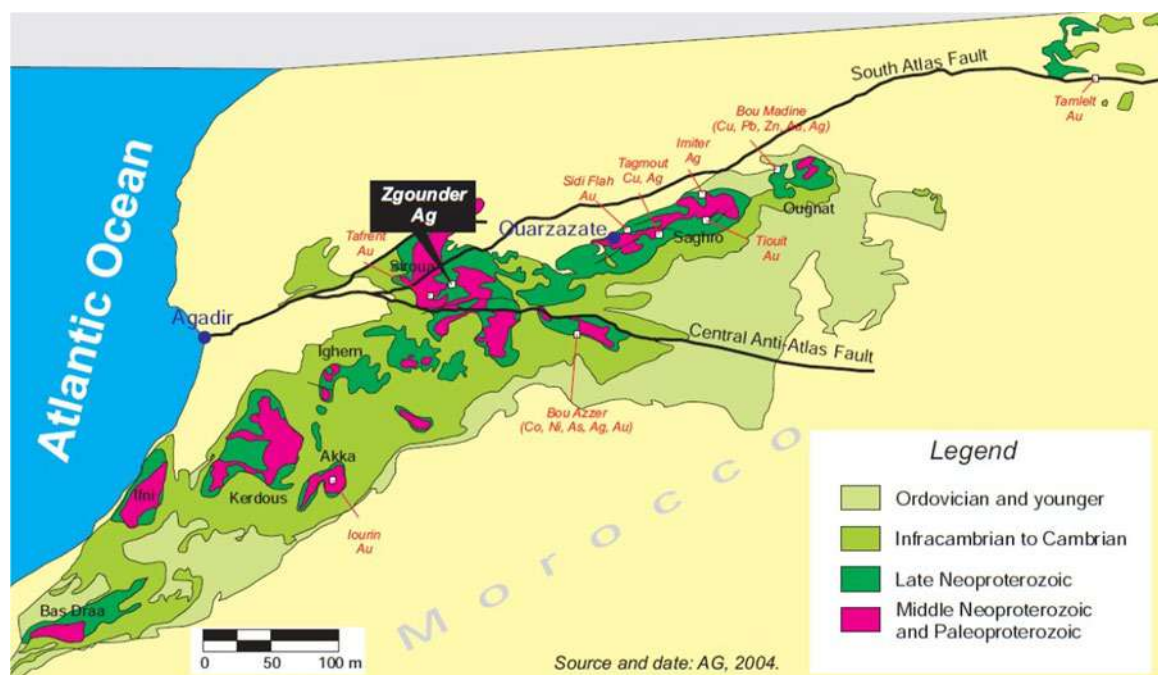 South Atlas Fault
Tamlelt
Au
Bou Madine
(Cu, Pb, Zn, Au, Ag)
Imiter
Ag
Tagmout
Cu, Ag
Sidi Flah
Au
Zgounder
Ag
Ouarzazate
Ougnat
Saghro
Tioult
Au
Tafrent
Au
Siroua
Atlantic Ocean
Agadir
Central Anti-Atlas Fault
Ighem
Bou Azzer
(Co, Ni, As, Ag, Au)
Morocco
Akka
Ifni
Kerdous
Iourin
Au
Bas Draa
0 50 100 m
Source and date: AG, 2004.
Legend
Ordovician and younger
Infracambrian to Cambrian
Late Neoproterozoic
Middle Neoproterozoic
and Paleoproterozoic